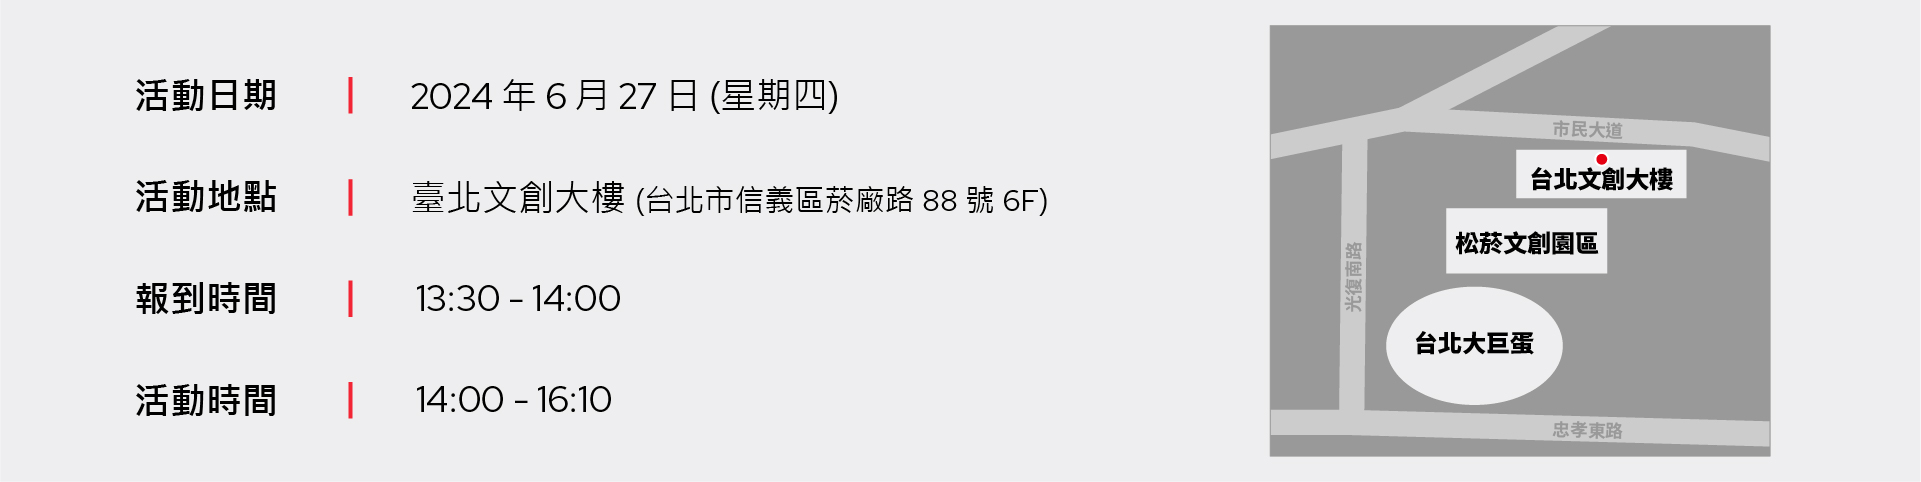 活動日期 | 2024 年 6 月 27 日 (星期四)
活動地點 | 臺北文創大樓 (台北市信義區菸廠路 88 號 6F)
報到時間 | 13:30 - 14:00
活動時間 | 14:00 - 16:10
市民大道
台北文創大樓
松菸文創園區
光復南路
台北大巨蛋
忠孝東路